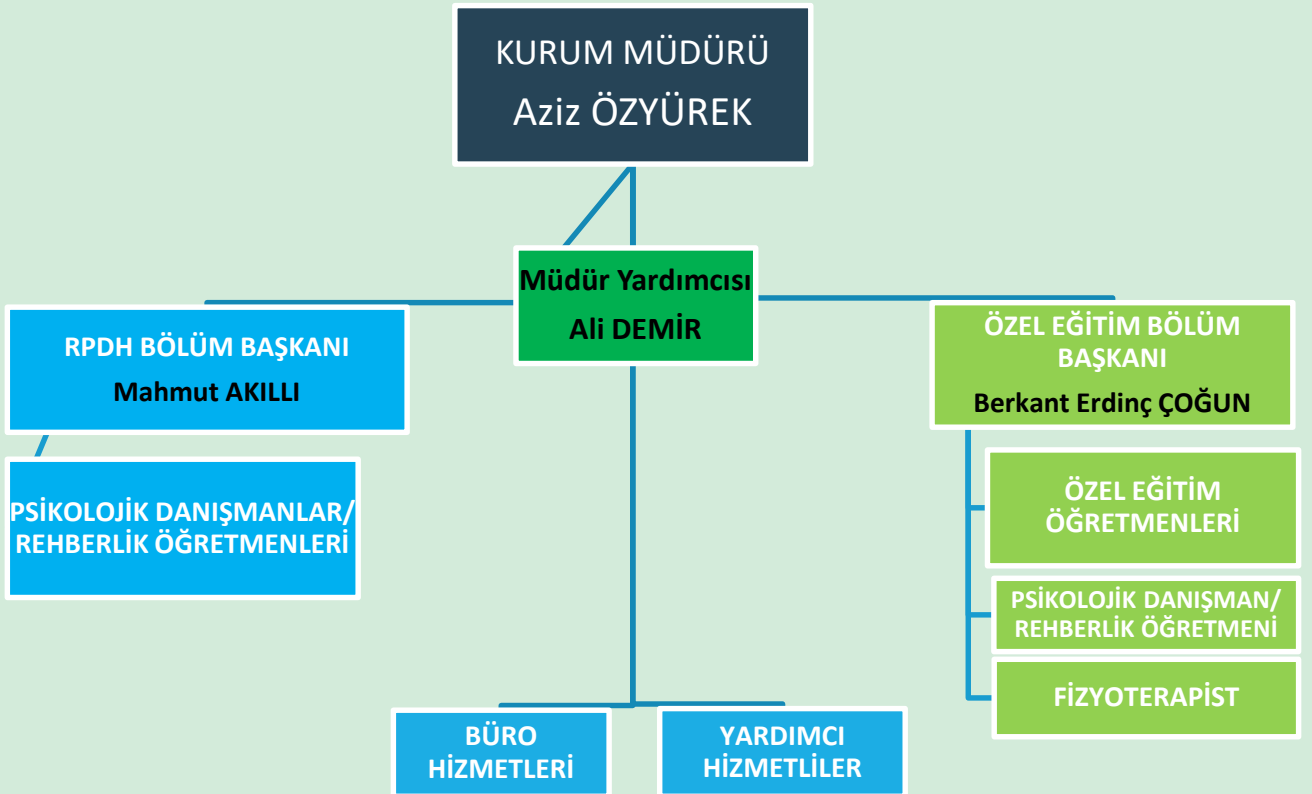 KURUM MÜDÜRÜ
Aziz ÖZYÜREK
Müdür Yardımcısı
Ali DEMİR
RPDH BÖLÜM BAŞKANI
Mahmut AKILLI
PSİKOLOJİK DANIŞMANLAR/
REHBERLİK ÖĞRETMENLERİ
ÖZEL EĞİTİM BÖLÜM
BAŞKANI
Berkant Erdinç ÇOĞUN
ÖZEL EĞİTİM
ÖĞRETMENLERİ
PSİKOLOJİK DANIŞMAN/
REHBERLİK ÖĞRETMENİ
FİZYOTERAPİST
BÜRO
HİZMETLERİ
YARDIMCI
HİZMETLİLER